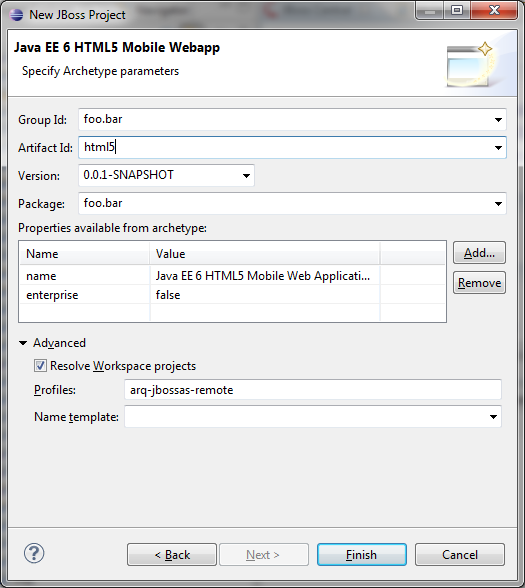 New JBoss Project
Java EE 6 HTML5 Mobile Webapp
Specify Archetype parameters
Group Id: foo.bar
Artifact Id: html5
Version: 0.0.1-SNAPSHOT
Package: foo.bar
Properties available from archetype:
Name Value
name Java EE 6 HTML5 Mobile Web Applicati...
enterprise false
Add...
Remove
Advanced
Resolve Workspace projects
Profiles: arq-jbossas-remote
Name template:
? < Back Next > Finish Cancel